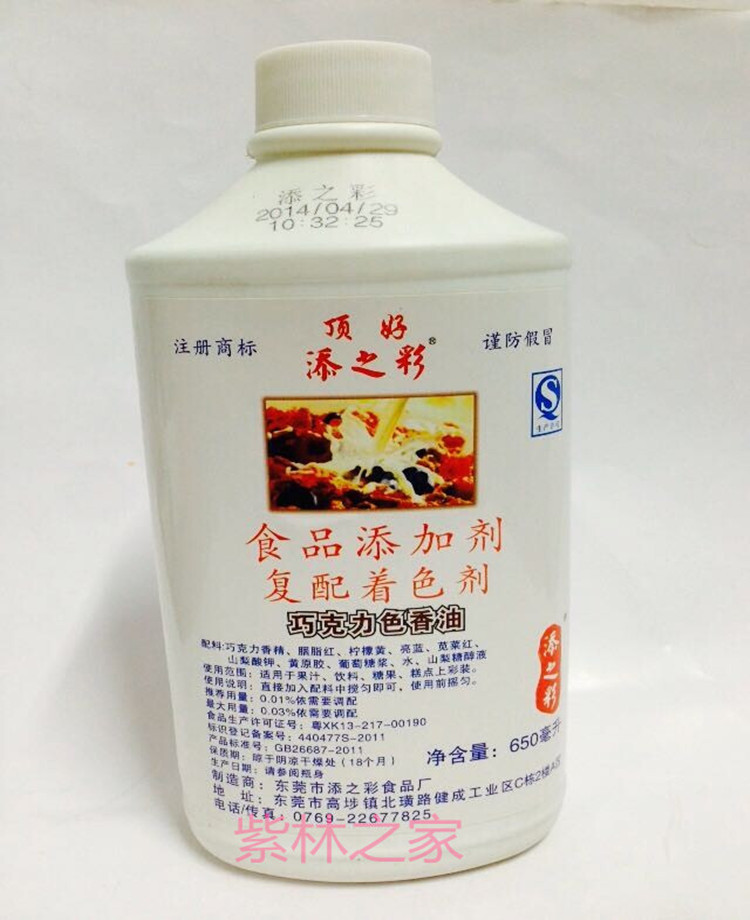 添之彩
2014/04/29
10:32:25
注册商标
顶好
添之彩®
谨防假冒
食品添加剂
复配着色剂
巧克力色香油
配料:巧克力香精、胭脂红、柠檬黄、亮蓝、苋菜红、
山梨酸钾、黄原胶、葡萄糖浆、水、山梨糖醇液
使用范围：适用于果汁、饮料、糖果、糕点上彩装。
使用说明：直接加入配料中搅匀即可，使用前摇匀。
推荐用量：0.01%依需要调配
最大用量：0.03%依需要调配
食品生产许可证号：粤XK13-217-00190
标识登记备案号：440477S-2011
产品标准号：GB26687-2011
保质期：晾于阴凉干燥处（18个月）
生产日期：请参阅瓶身
净含量：650毫升
添之彩
制造商：东莞市添之彩食品厂
地 址：东莞市高埗镇北璜路健成工业区C栋2楼A区
电话/传真：0769-22677825
紫林之家